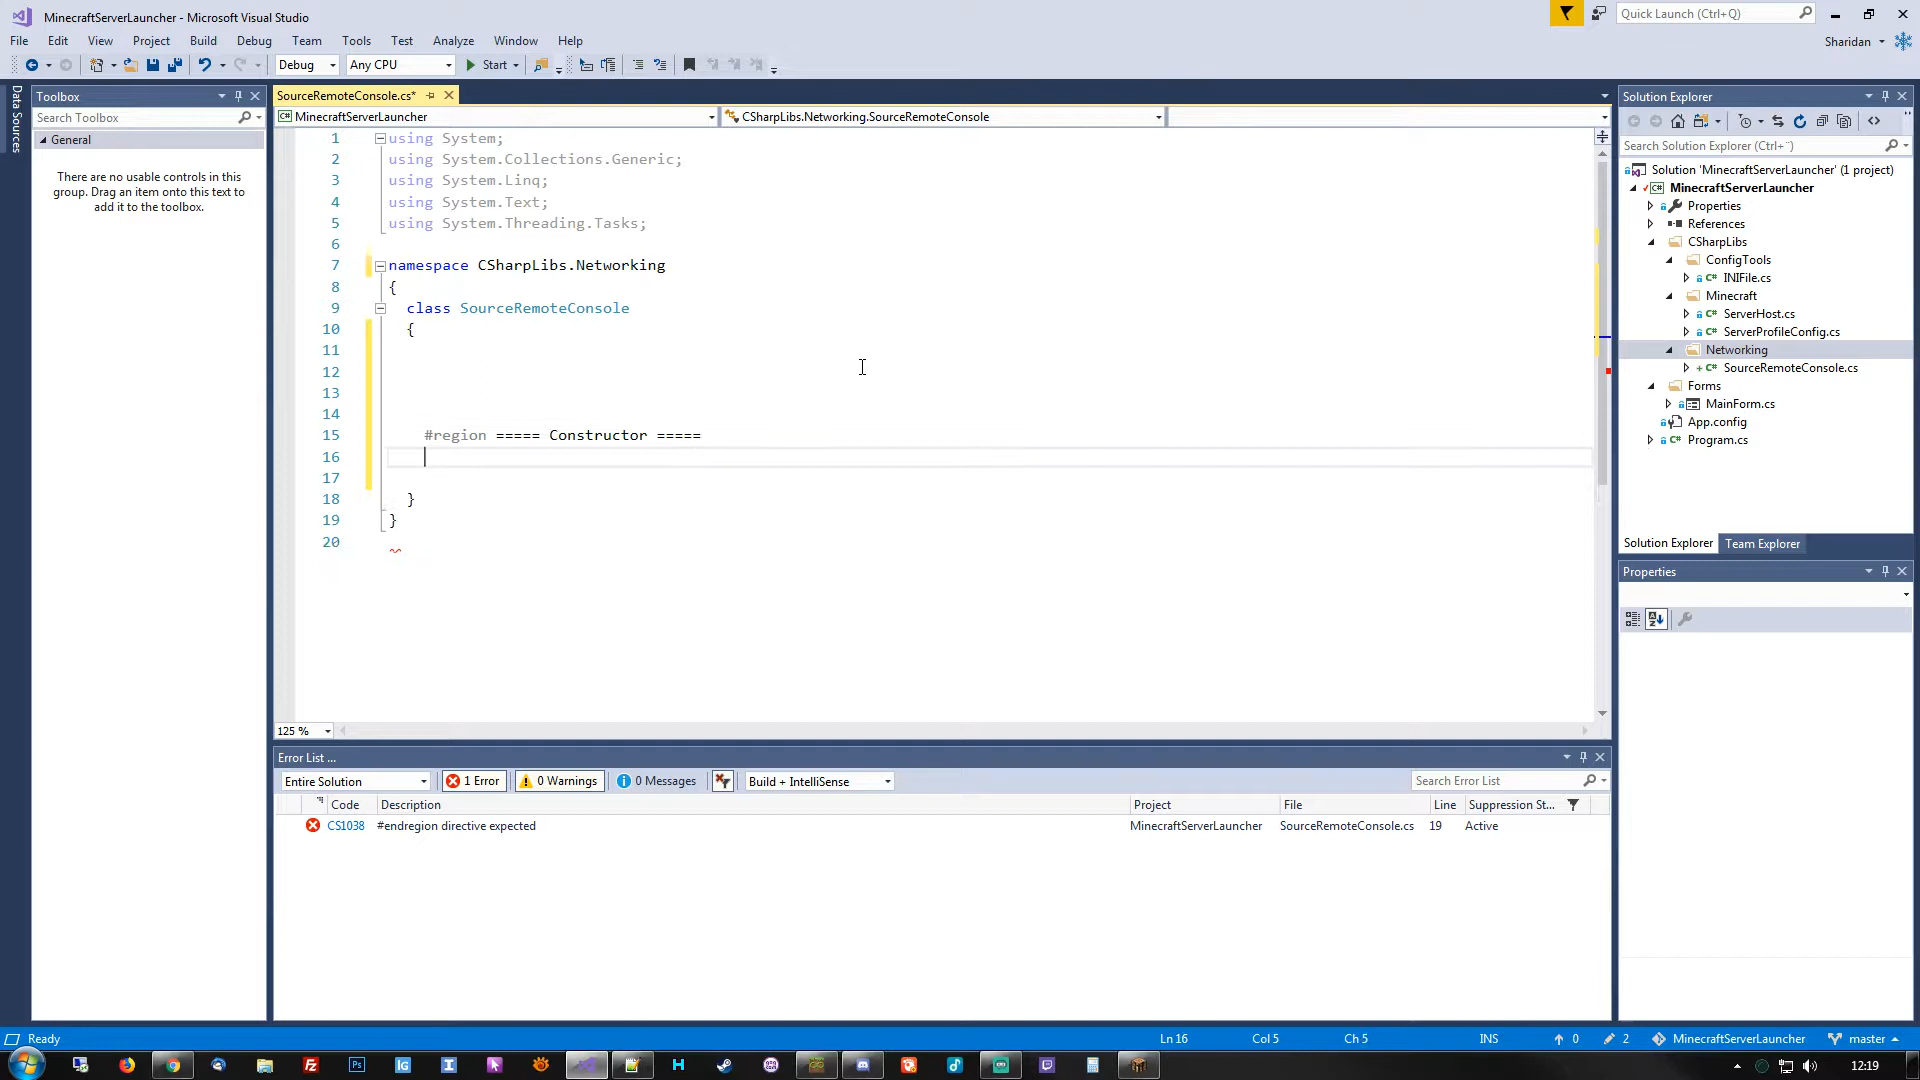 MinecraftServerLauncher - Microsoft Visual Studio
Quick Launch (Ctrl+Q)
File Edit View Project Build Debug Team Tools Test Analyze Window Help
Sharidan
Debug Any CPU Start
Data Sources
Toolbox
Search Toolbox
General
There are no usable controls in this
group. Drag an item onto this text to
add it to the toolbox.
SourceRemoteConsole.cs*
MinecraftServerLauncher CSharpLibs.Networking.SourceRemoteConsole
1 using System;
2 using System.Collections.Generic;
3 using System.Linq;
4 using System.Text;
5 using System.Threading.Tasks;
6
7 namespace CSharpLibs.Networking
8 {
9 class SourceRemoteConsole
10 {
11
12
13
14
15 #region ===== Constructor =====
16
17
18 }
19 }
20
125 %
Solution Explorer
Search Solution Explorer (Ctrl+¨)
Solution 'MinecraftServerLauncher' (1 project)
MinecraftServerLauncher
Properties
References
CSharpLibs
ConfigTools
INIFile.cs
Minecraft
ServerHost.cs
ServerProfileConfig.cs
Networking
SourceRemoteConsole.cs
Forms
MainForm.cs
App.config
Program.cs
Solution Explorer Team Explorer
Properties
Error List ...
Entire Solution 1 Error 0 Warnings 0 Messages Build + IntelliSense Search Error List
Code Description Project File Line Suppression St...
CS1038 #endregion directive expected MinecraftServerLauncher SourceRemoteConsole.cs 19 Active
Ready Ln 16 Col 5 Ch 5 INS 0 2 MinecraftServerLauncher master
12:19